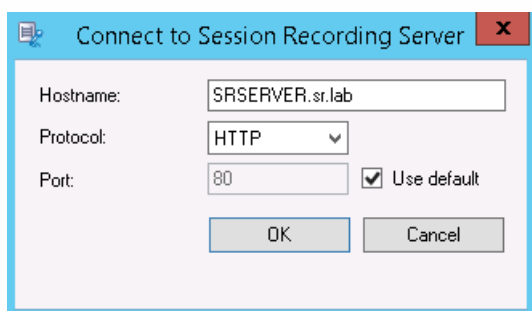 Connect to Session Recording Server
Hostname: SRSERVER.sr.lab
Protocol: HTTP
Port: 80 Use default
OK Cancel